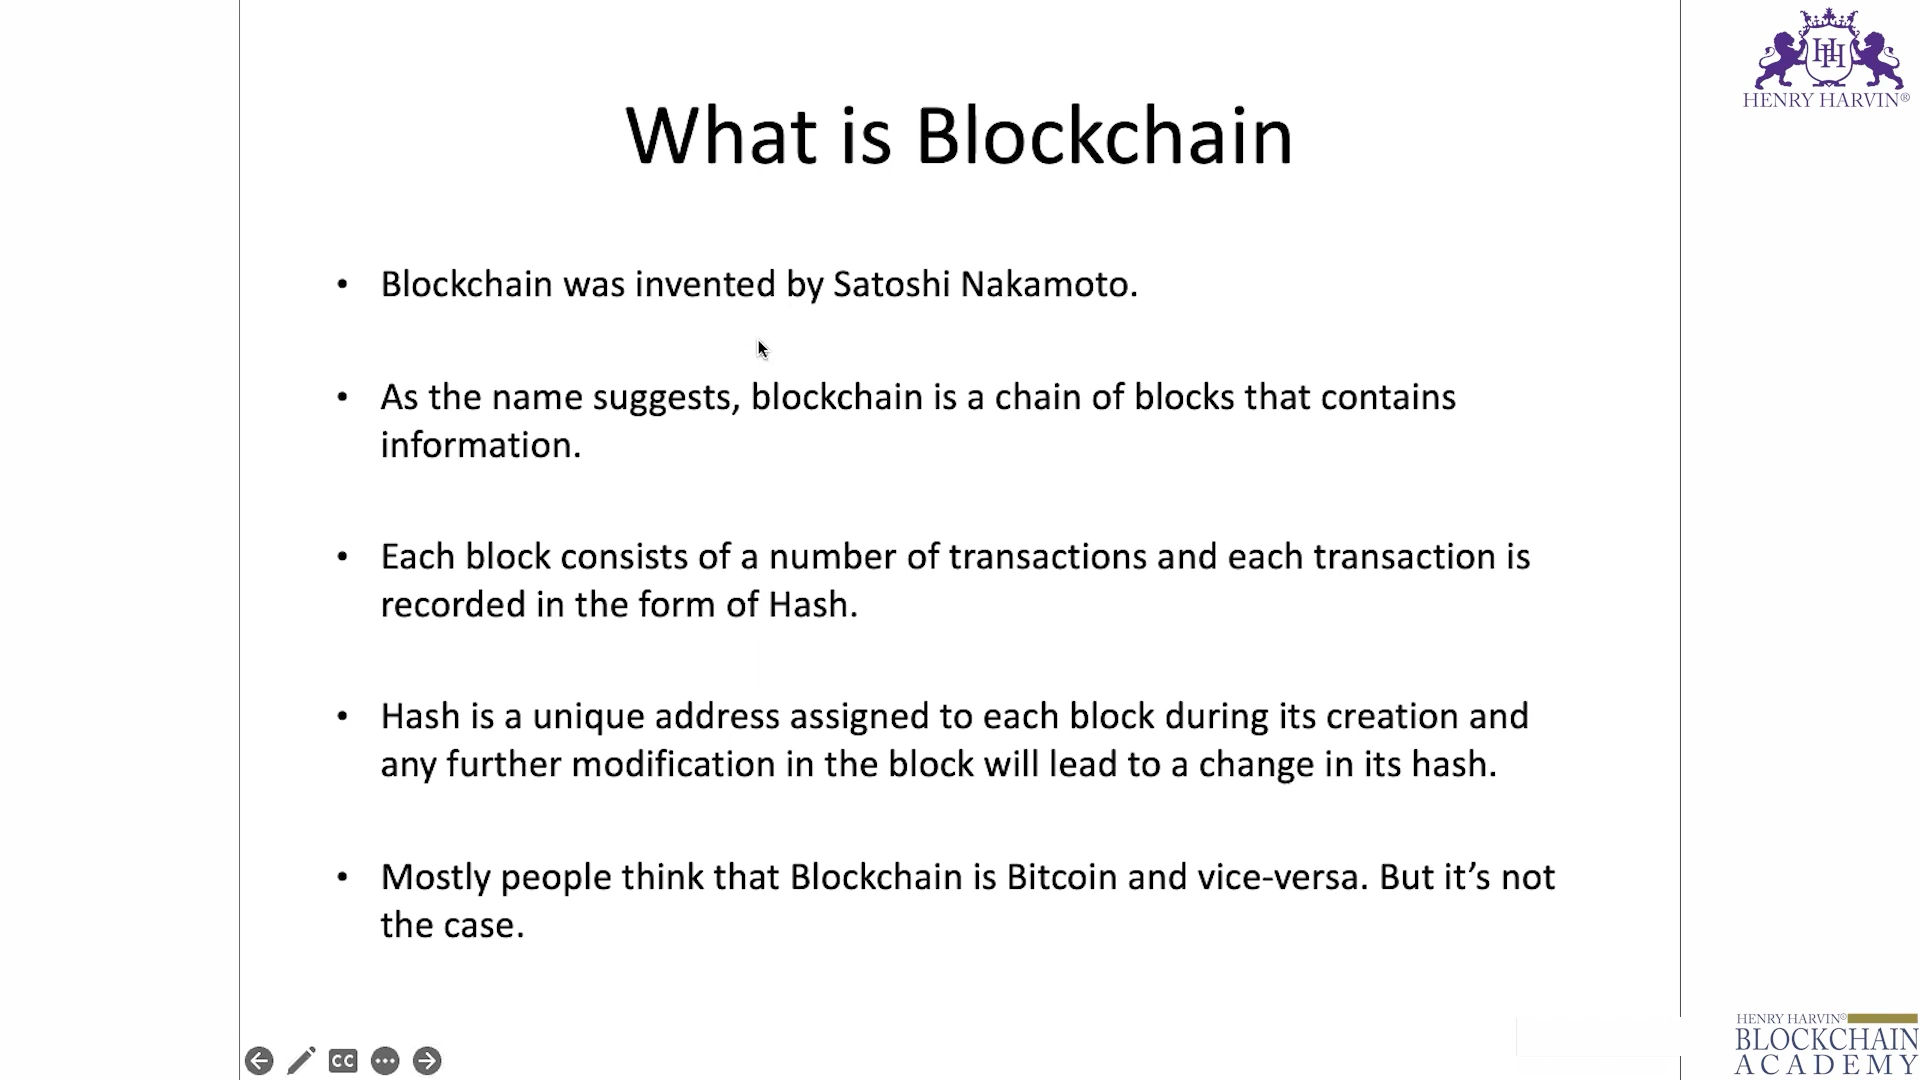 HENRY HARVIN®
What is Blockchain
• Blockchain was invented by Satoshi Nakamoto.
• As the name suggests, blockchain is a chain of blocks that contains
information.
• Each block consists of a number of transactions and each transaction is
recorded in the form of Hash.
• Hash is a unique address assigned to each block during its creation and
any further modification in the block will lead to a change in its hash.
• Mostly people think that Blockchain is Bitcoin and vice-versa. But it’s not
the case.
CC
HENRY HARVIN®
BLOCKCHAIN
ACADEMY